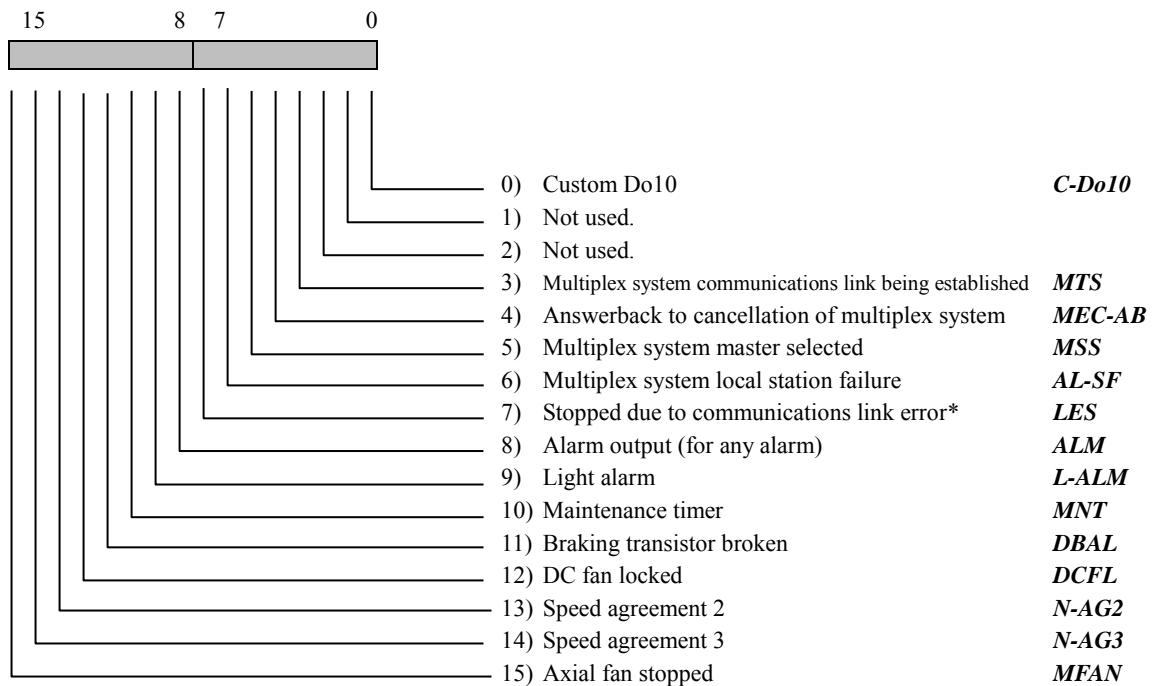 15 8 7 0
0) Custom Do10 C-Do10
1) Not used.
2) Not used.
3) Multiplex system communications link being established MTS
4) Answerback to cancellation of multiplex system MEC-AB
5) Multiplex system master selected MSS
6) Multiplex system local station failure AL-SF
7) Stopped due to communications link error* LES
8) Alarm output (for any alarm) ALM
9) Light alarm L-ALM
10) Maintenance timer MNT
11) Braking transistor broken DBAL
12) DC fan locked DCFL
13) Speed agreement 2 N-AG2
14) Speed agreement 3 N-AG3
15) Axial fan stopped MFAN